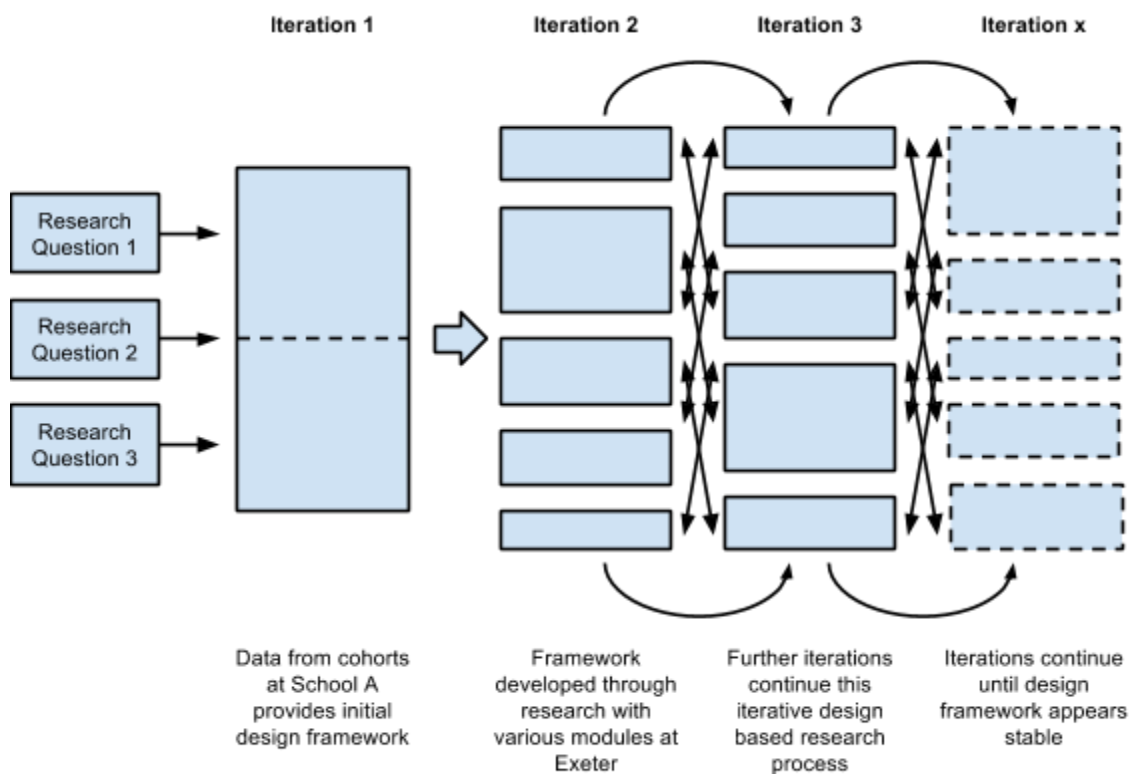 Iteration 1
Iteration 2
Iteration 3
Iteration x
Research
Question 1
Research
Question 2
Research
Question 3
Data from cohorts
at School A
provides initial
design framework
Framework
developed through
research with
various modules at
Exeter
Further iterations
continue this
iterative design
based research
process
Iterations continue
until design
framework appears
stable